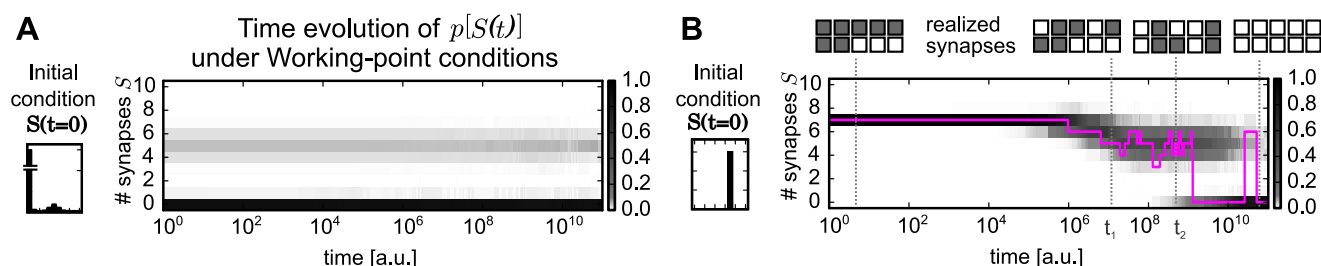 A
Time evolution of p[S(t)]
under Working-point conditions
Initial
condition
S(t=0)
# synapses S
10
8
6
4
2
0
10^0
10^2
10^4
10^6
10^8
10^10
time [a.u.]
1.0
0.8
0.6
0.4
0.2
0.0
B
realized
synapses
Initial
condition
S(t=0)
# synapses S
10
8
6
4
2
0
10^0
10^2
10^4
10^6
t_1
10^8
t_2
10^10
time [a.u.]
1.0
0.8
0.6
0.4
0.2
0.0